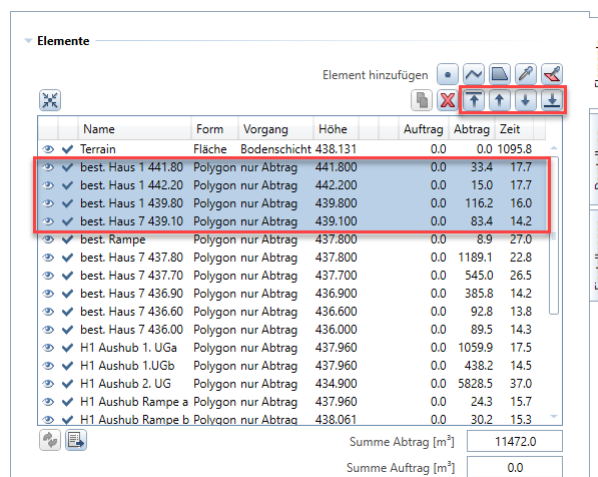 Elemente
Element hinzufügen
Name Form Vorgang Höhe Auftrag Abtrag Zeit
Terrain Fläche Bodenschicht 438.131 0.0 0.0 1095.8
best. Haus 1 441.80 Polygon nur Abtrag 441.800 0.0 33.4 17.7
best. Haus 1 442.20 Polygon nur Abtrag 442.200 0.0 15.0 17.7
best. Haus 1 439.80 Polygon nur Abtrag 439.800 0.0 116.2 16.0
best. Haus 7 439.10 Polygon nur Abtrag 439.100 0.0 83.4 14.2
best. Rampe Polygon nur Abtrag 437.800 0.0 8.9 27.0
best. Haus 7 437.80 Polygon nur Abtrag 437.800 0.0 1189.1 22.8
best. Haus 7 437.70 Polygon nur Abtrag 437.700 0.0 545.0 26.5
best. Haus 7 436.90 Polygon nur Abtrag 436.900 0.0 385.8 14.2
best. Haus 7 436.60 Polygon nur Abtrag 436.600 0.0 92.8 13.8
best. Haus 7 436.00 Polygon nur Abtrag 436.000 0.0 89.5 14.3
H1 Aushub 1. UGa Polygon nur Abtrag 437.960 0.0 1059.9 17.5
H1 Aushub 1.UGb Polygon nur Abtrag 437.960 0.0 438.2 14.5
H1 Aushub 2. UG Polygon nur Abtrag 434.900 0.0 5828.5 37.0
H1 Aushub Rampe a Polygon nur Abtrag 437.960 0.0 24.3 15.7
H1 Aushub Rampe b Polygon nur Abtrag 438.061 0.0 30.2 15.3
Summe Abtrag [m³] 11472.0
Summe Auftrag [m³] 0.0